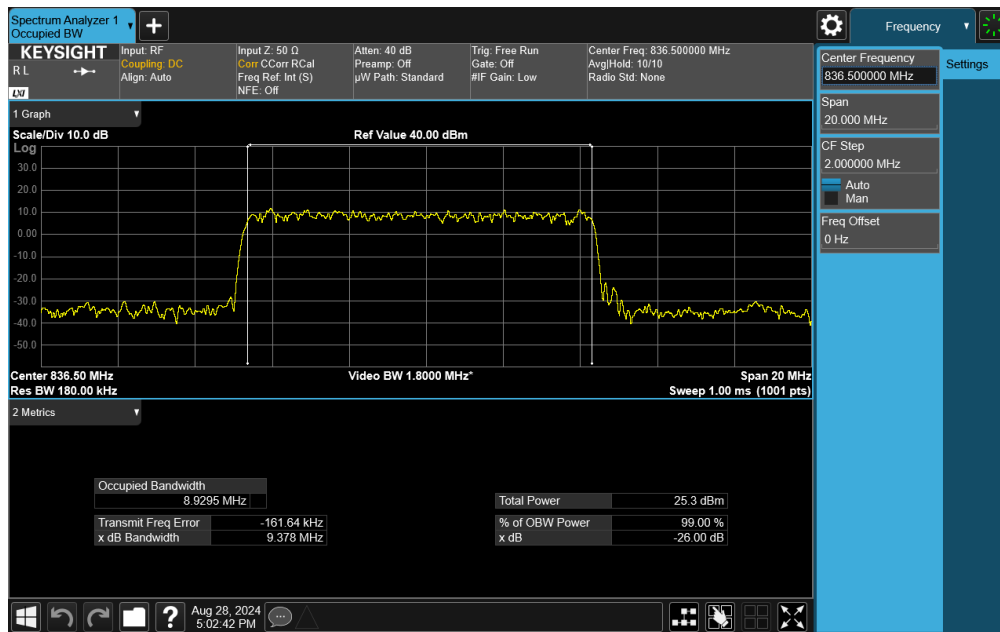 Spectrum Analyzer 1
Occupied BW
Frequency
KEYSIGHT
R L
LXI
Input: RF
Coupling: DC
Align: Auto
Input Z: 50 Ω
Corr CCorr RCal
Freq Ref: Int (S)
NFE: Off
Atten: 40 dB
Preamp: Off
µW Path: Standard
Trig: Free Run
Gate: Off
#IF Gain: Low
Center Freq: 836.500000 MHz
Avg|Hold: 10/10
Radio Std: None
Center Frequency
836.500000 MHz
Settings
Span
20.000 MHz
CF Step
2.000000 MHz
Auto
Man
Freq Offset
0 Hz
1 Graph
Scale/Div 10.0 dB
Ref Value 40.00 dBm
Log
30.0
20.0
10.0
0.00
-10.0
-20.0
-30.0
-40.0
-50.0
Center 836.50 MHz
Video BW 1.8000 MHz*
Span 20 MHz
Res BW 180.00 kHz
Sweep 1.00 ms (1001 pts)
2 Metrics
Occupied Bandwidth
8.9295 MHz
Transmit Freq Error -161.64 kHz
x dB Bandwidth 9.378 MHz
Total Power 25.3 dBm
% of OBW Power 99.00 %
x dB -26.00 dB
?
Aug 28, 2024
5:02:42 PM